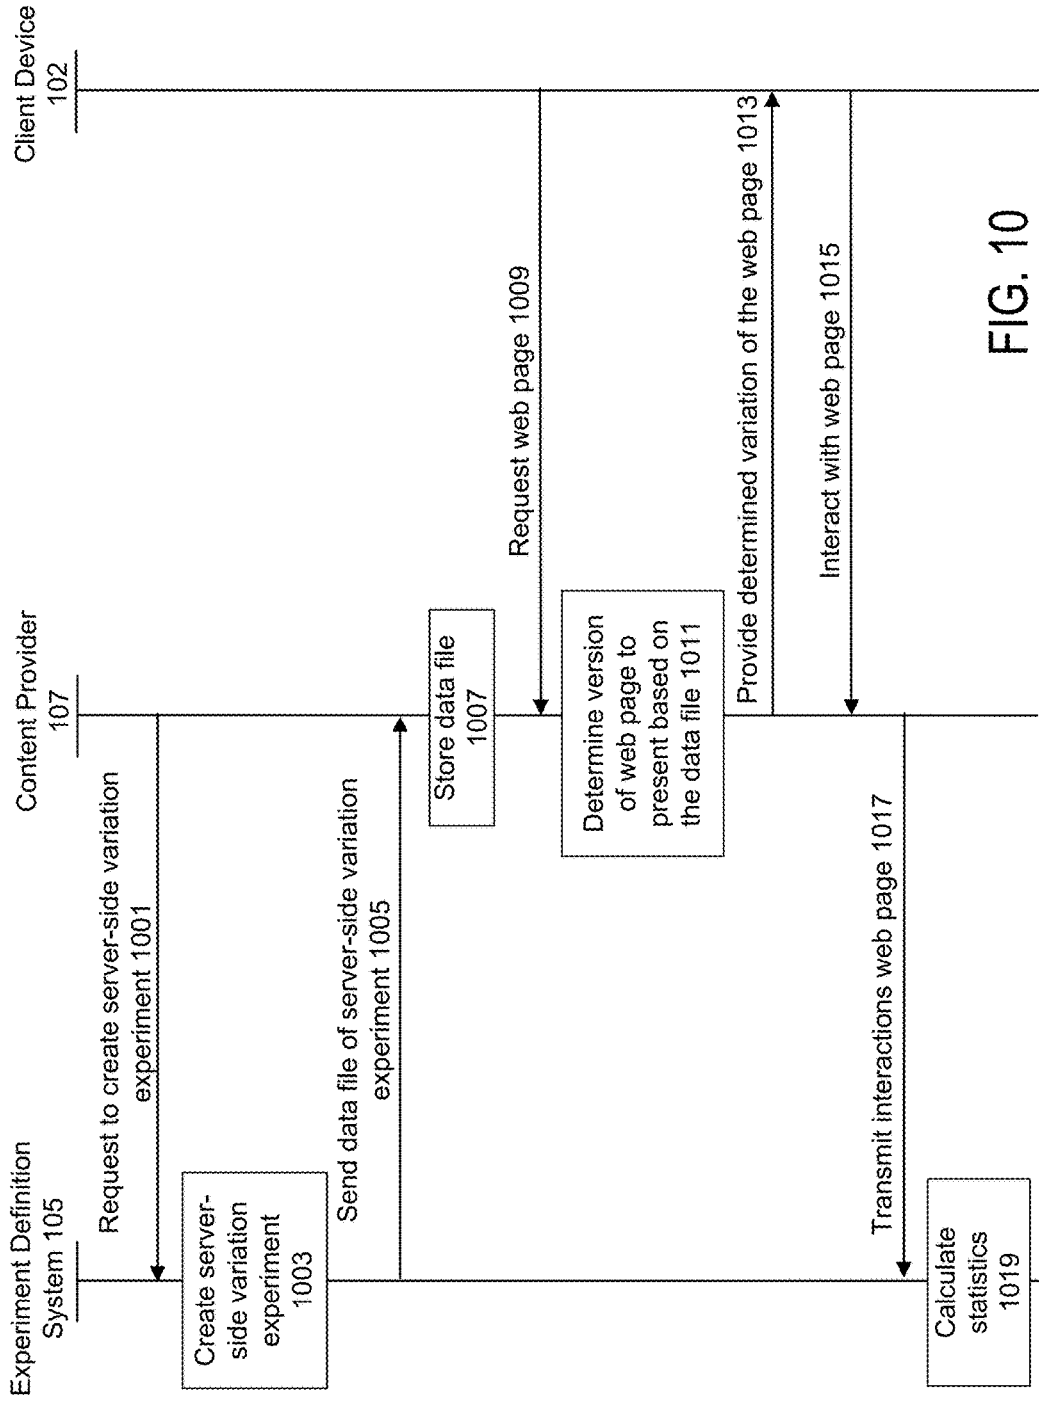 Experiment Definition
System 105
Content Provider
107
Client Device
102
Request to create server-side variation
experiment 1001
Create server-
side variation
experiment
1003
Send data file of server-side variation
experiment 1005
Store data file
1007
Request web page 1009
Determine version
of web page to
present based on
the data file 1011
Provide determined variation of the web page 1013
Interact with web page 1015
Transmit interactions web page 1017
Calculate
statistics
1019
FIG. 10